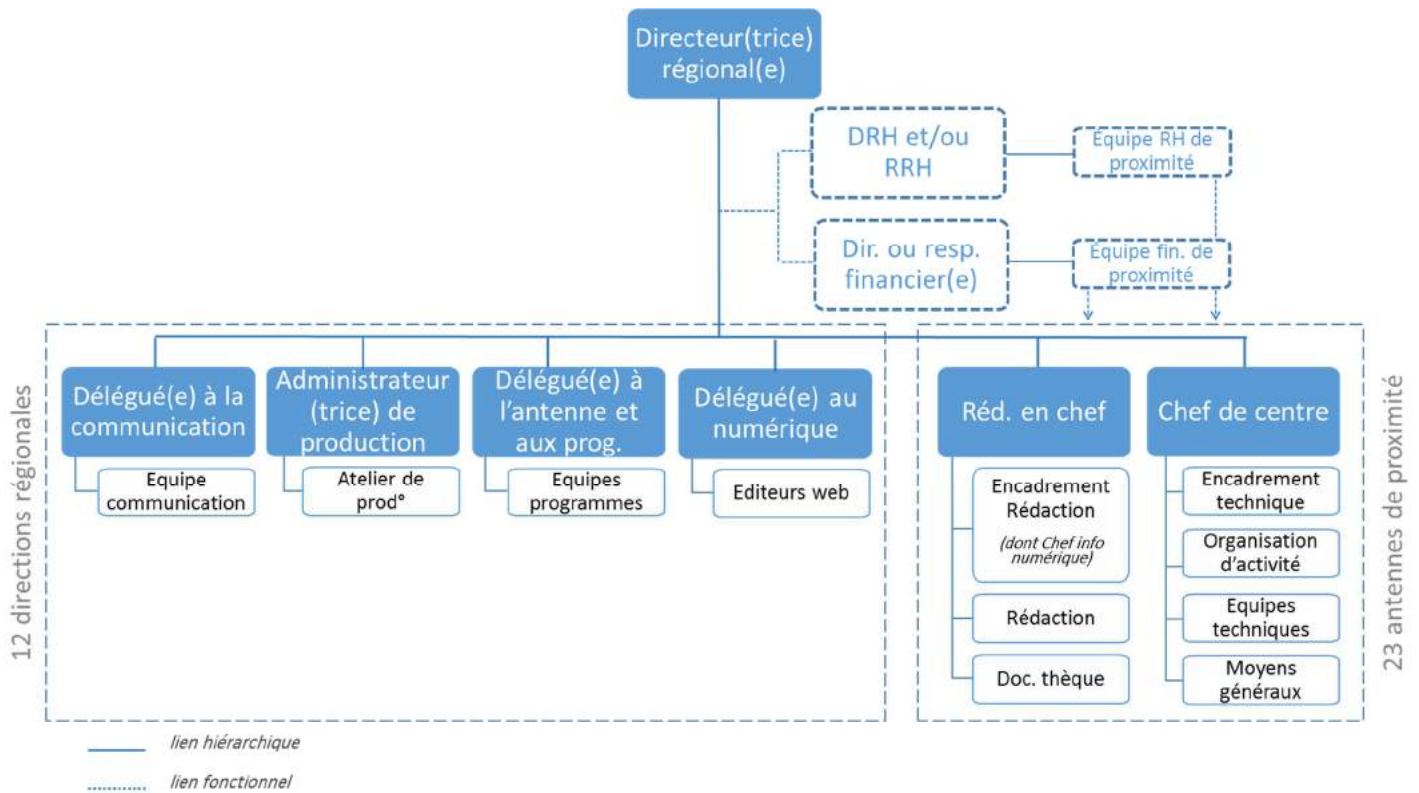 Directeur(trice)
régional(e)
DRH et/ou
RRH
Équipe RH de
proximité
Dir. ou resp.
financier(e)
Équipe fin. de
proximité
12 directions régionales
Délégué(e) à la
communication
Equipe
communication
Administrateur
(trice) de
production
Atelier de
prod°
Délégué(e) à
l'antenne et
aux prog.
Equipes
programmes
Délégué(e) au
numérique
Editeurs web
Réd. en chef
Encadrement
Rédaction
(dont Chef info
numérique)
Rédaction
Doc. thèque
Chef de centre
Encadrement
technique
Organisation
d'activité
Equipes
techniques
Moyens
généraux
23 antennes de proximité
lien hiérarchique
lien fonctionnel